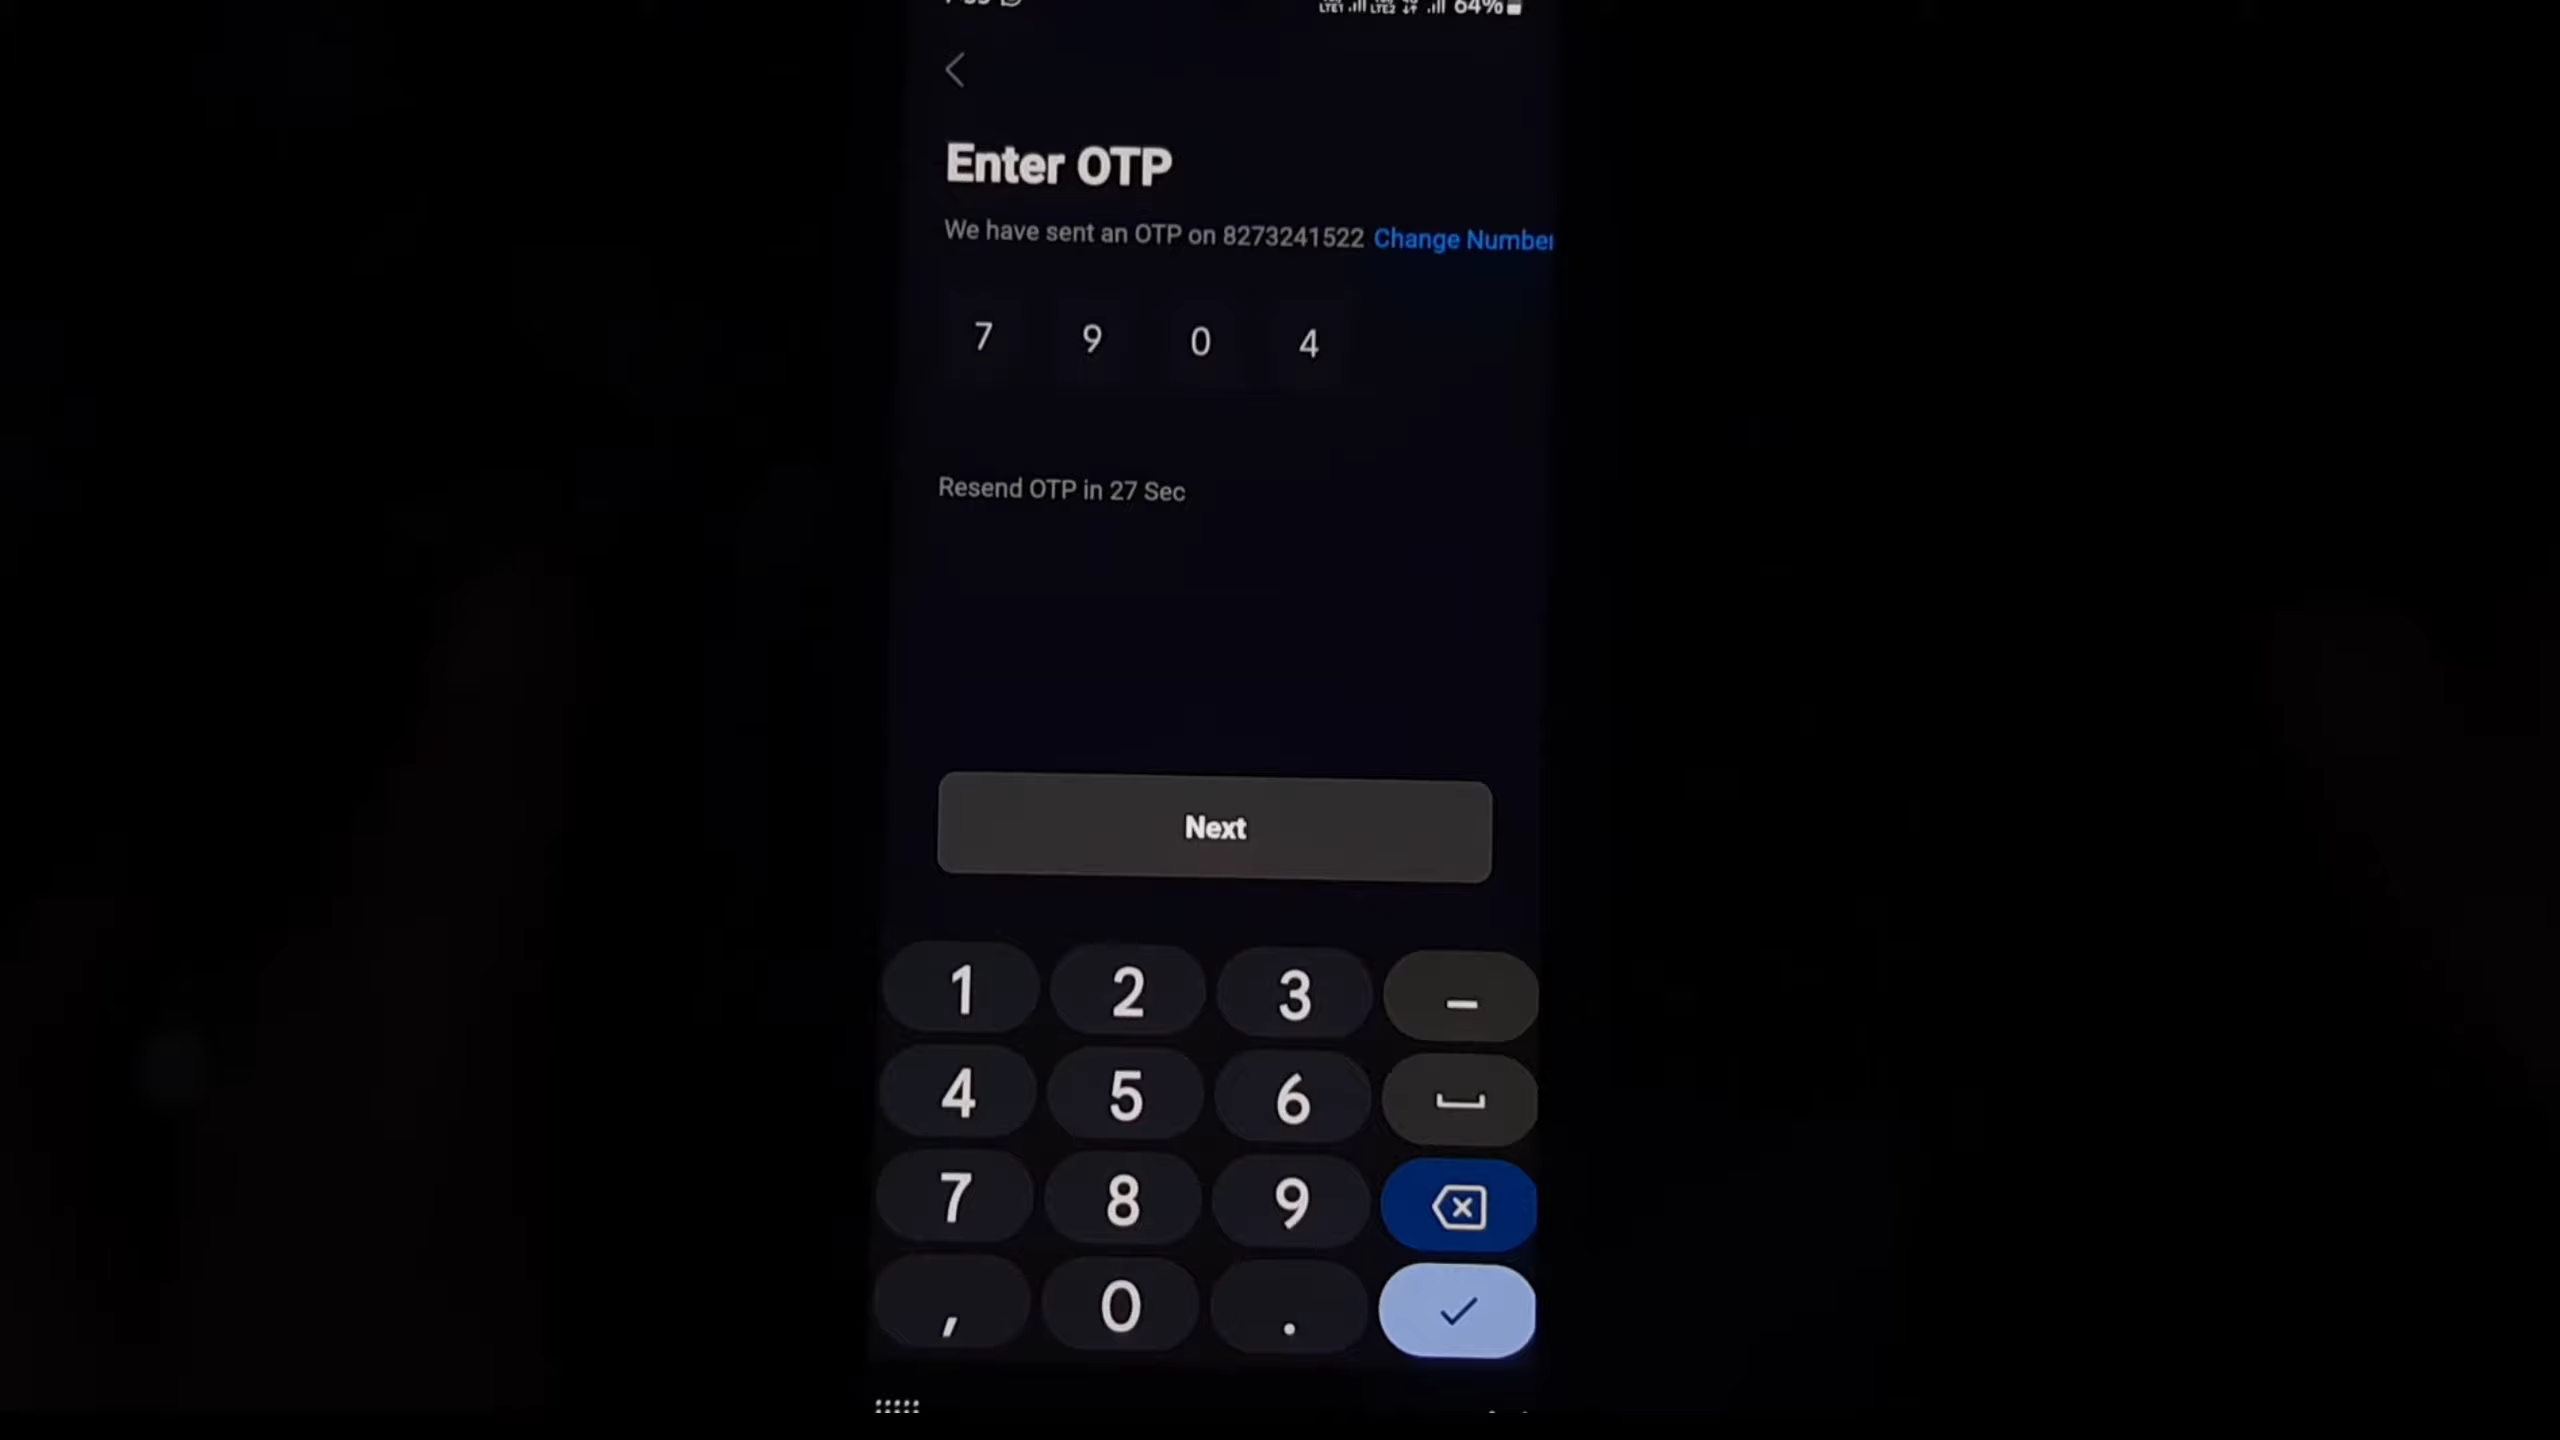 64%
Enter OTP
We have sent an OTP on 8273241522 Change Number
7 9 0 4
Resend OTP in 27 Sec
Next
1 2 3 –
4 5 6
7 8 9
, 0 .